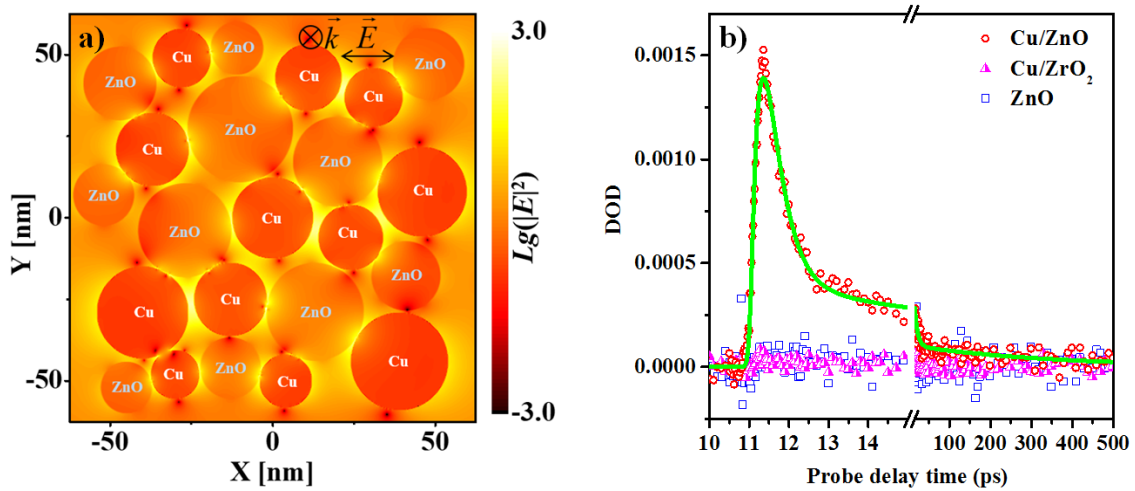 a)
k E
3.0
Lg(|E|²)
-3.0
Y [nm]
50
0
-50
ZnO Cu ZnO Cu ZnO
Cu
ZnO
Cu ZnO
Cu
ZnO Cu
ZnO Cu
ZnO
Cu Cu ZnO
Cu
ZnO Cu ZnO Cu
-50 0 50
X [nm]
b)
Cu/ZnO
Cu/ZrO₂
ZnO
DOD
0.0015
0.0010
0.0005
0.0000
10 11 12 13 14 100 200 300 400 500
Probe delay time (ps)